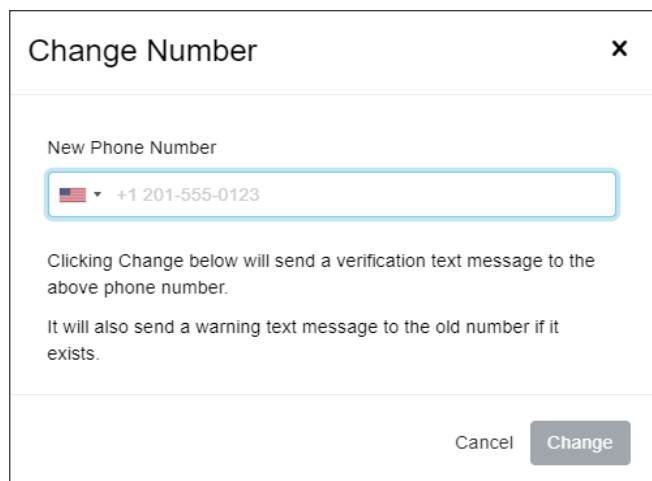 Change Number
New Phone Number
+1 201-555-0123
Clicking Change below will send a verification text message to the
above phone number.
It will also send a warning text message to the old number if it
exists.
Cancel Change